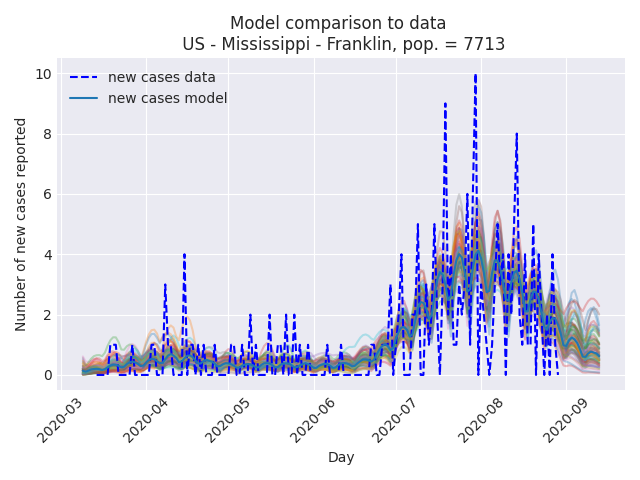 Model comparison to data
US - Mississippi - Franklin, pop. = 7713
new cases data
new cases model
Number of new cases reported
10
8
6
4
2
0
2020-03
2020-04
2020-05
2020-06
2020-07
2020-08
2020-09
Day